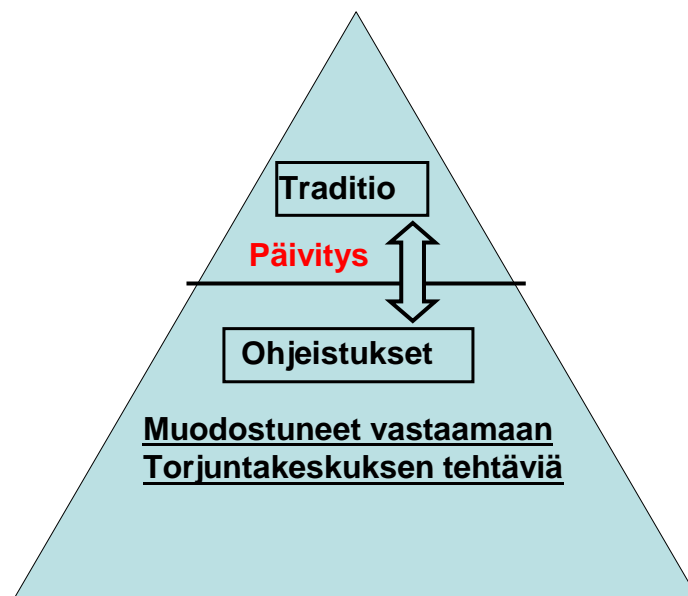 Traditio
Päivitys
Ohjeistukset
Muodostuneet vastaamaan
Torjuntakeskuksen tehtäviä